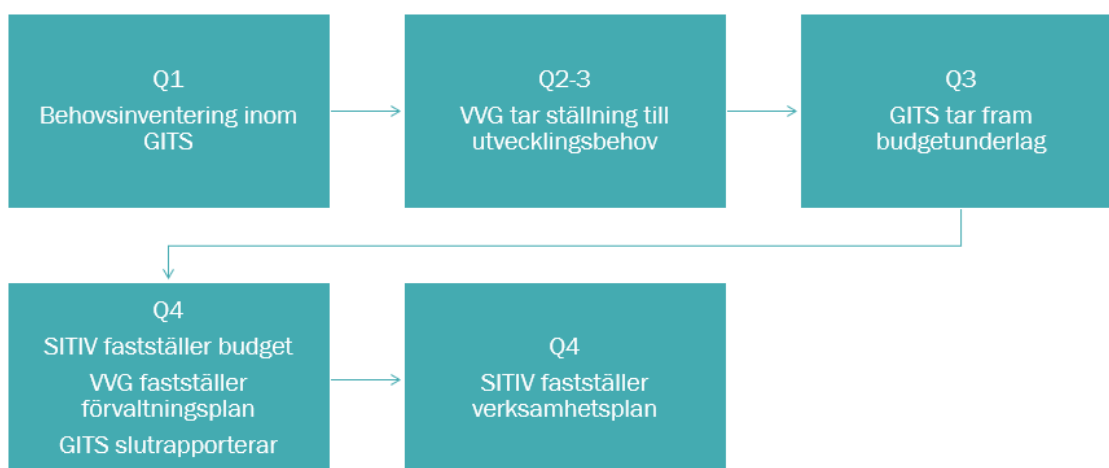 Q1
Behovsinventering inom
GITS
Q2-3
VVG tar ställning till
utvecklingsbehov
Q3
GITS tar fram
budgetunderlag
Q4
SITIV fastställer budget
VVG fastställer
förvaltningsplan
GITS slutrapporterar
Q4
SITIV fastställer
verksamhetsplan